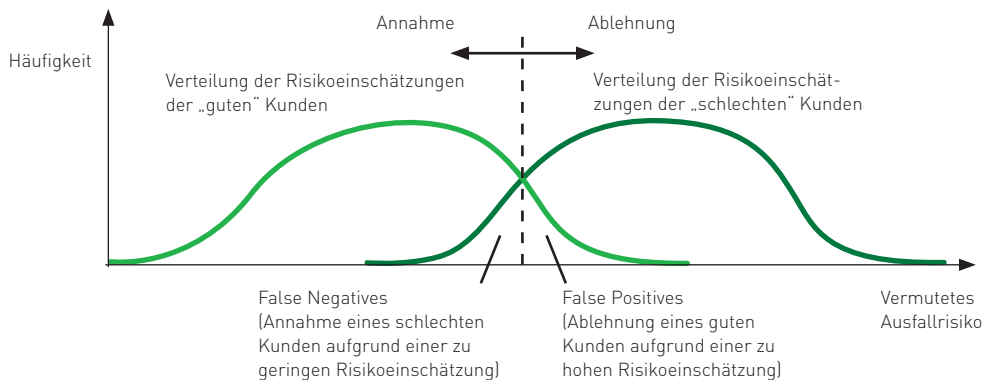 Annahme
Ablehnung
Häufigkeit
Verteilung der Risikoeinschätzungen
der „guten“ Kunden
Verteilung der Risikoeinschät-
zungen der „schlechten“ Kunden
False Negatives
(Annahme eines schlechten
Kunden aufgrund einer zu
geringen Risikoeinschätzung)
False Positives
(Ablehnung eines guten
Kunden aufgrund einer zu
hohen Risikoeinschätzung)
Vermutetes
Ausfallrisiko